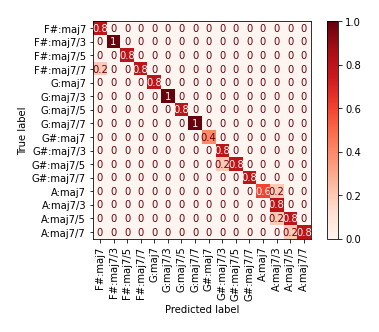 F#:maj7 0.8 0 0 0 0 0 0 0 0 0 0 0 0 0 0 0
F#:maj7/3 0 1 0 0 0 0 0 0 0 0 0 0 0 0 0 0
F#:maj7/5 0 0 0.8 0 0 0 0 0 0 0 0 0 0 0 0 0
F#:maj7/7 0.2 0 0 0.8 0 0 0 0 0 0 0 0 0 0 0 0
G:maj7 0 0 0 0 0.8 0 0 0 0 0 0 0 0 0 0 0
G:maj7/3 0 0 0 0 0 1 0 0 0 0 0 0 0 0 0 0
G:maj7/5 0 0 0 0 0 0 0.8 0 0 0 0 0 0 0 0 0
G:maj7/7 0 0 0 0 0 0 0 1 0 0 0 0 0 0 0 0
G#:maj7 0 0 0 0 0 0 0 0 0.4 0 0 0 0 0 0 0
G#:maj7/3 0 0 0 0 0 0 0 0 0 0.8 0 0 0 0 0 0
G#:maj7/5 0 0 0 0 0 0 0 0 0 0.2 0.8 0 0 0 0 0
G#:maj7/7 0 0 0 0 0 0 0 0 0 0 0 0.8 0 0 0 0
A:maj7 0 0 0 0 0 0 0 0 0 0 0 0 0.6 0.2 0 0
A:maj7/3 0 0 0 0 0 0 0 0 0 0 0 0 0 0.8 0 0
A:maj7/5 0 0 0 0 0 0 0 0 0 0 0 0 0 0.2 0.8 0
A:maj7/7 0 0 0 0 0 0 0 0 0 0 0 0 0 0 0.2 0.8
True label
F#:maj7
F#:maj7/3
F#:maj7/5
F#:maj7/7
G:maj7
G:maj7/3
G:maj7/5
G:maj7/7
G#:maj7
G#:maj7/3
G#:maj7/5
G#:maj7/7
A:maj7
A:maj7/3
A:maj7/5
A:maj7/7
Predicted label
1.0
0.8
0.6
0.4
0.2
0.0